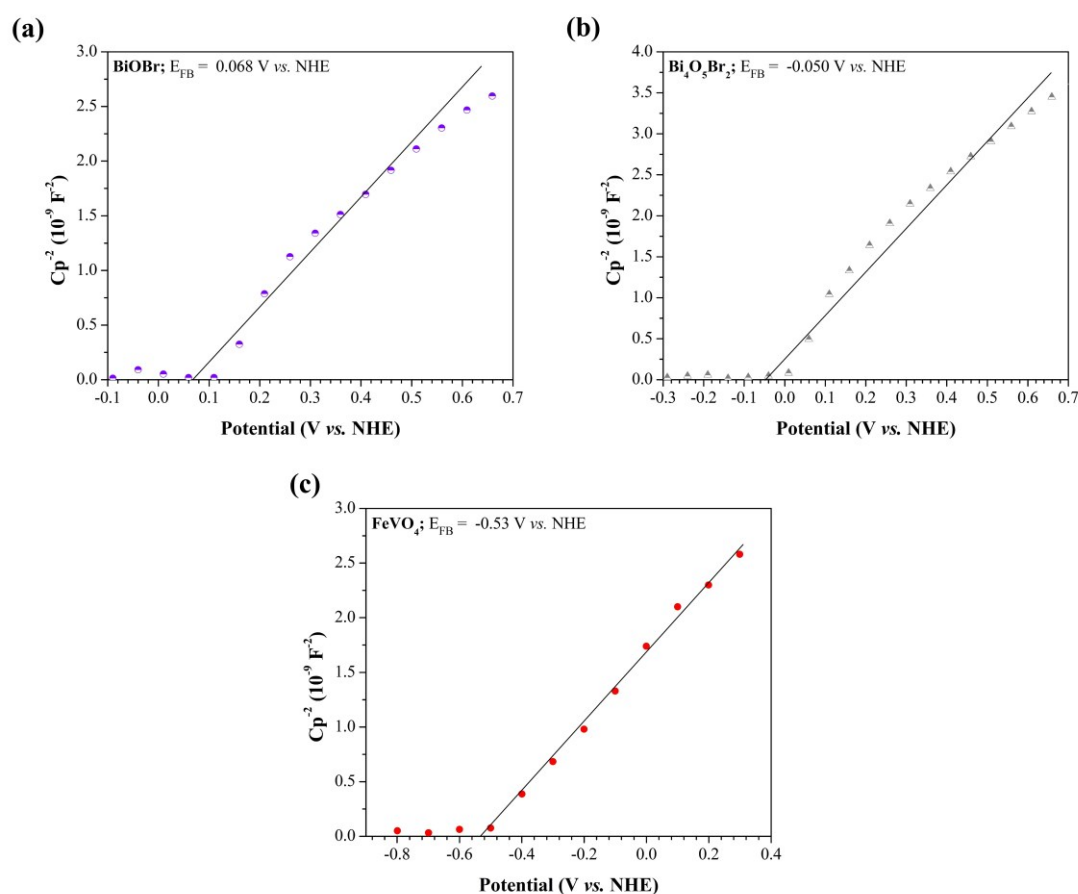 (a)
BiOBr; E_FB = 0.068 V vs. NHE
3.0
2.5
2.0
1.5
1.0
0.5
0.0
Cp^-2 (10^-9 F^-2)
-0.1 0.0 0.1 0.2 0.3 0.4 0.5 0.6 0.7
Potential (V vs. NHE)
(b)
Bi_4O_5Br_2; E_FB = -0.050 V vs. NHE
4.0
3.5
3.0
2.5
2.0
1.5
1.0
0.5
0.0
Cp^-2 (10^-9 F^-2)
-0.3 -0.2 -0.1 0.0 0.1 0.2 0.3 0.4 0.5 0.6 0.7
Potential (V vs. NHE)
(c)
FeVO_4; E_FB = -0.53 V vs. NHE
3.0
2.5
2.0
1.5
1.0
0.5
0.0
Cp^-2 (10^-9 F^-2)
-0.8 -0.6 -0.4 -0.2 0.0 0.2 0.4
Potential (V vs. NHE)